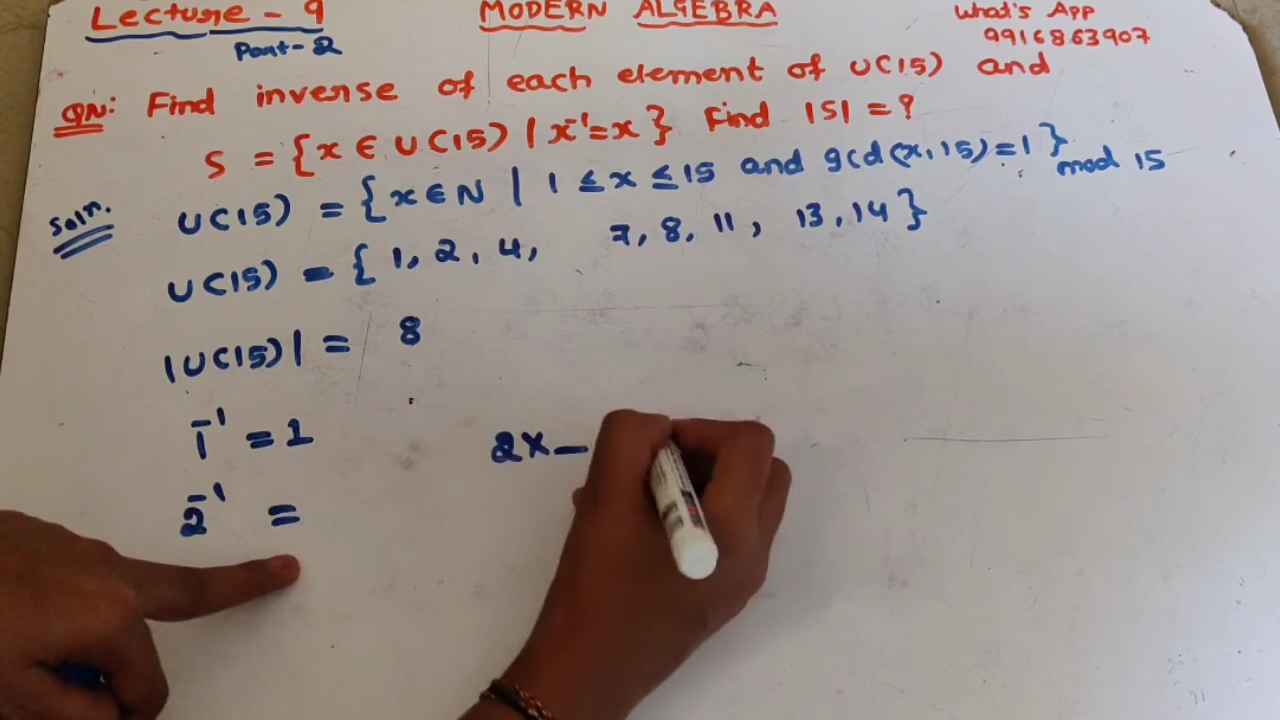 Lecture - 9
Part-2
MODERN ALGEBRA
What's App
9916863907
QN: Find inverse of each element of U(15) and
S = {x ∈ U(15) | x⁻¹=x} Find |S| = ?
Soln. U(15) = {x∈N | 1 ≤ x ≤ 15 and gcd(x,15)=1} mod 15
U(15) = {1, 2, 4, 7, 8, 11, 13, 14}
|U(15)| = 8
1⁻¹ = 1
2⁻¹ =
2x_